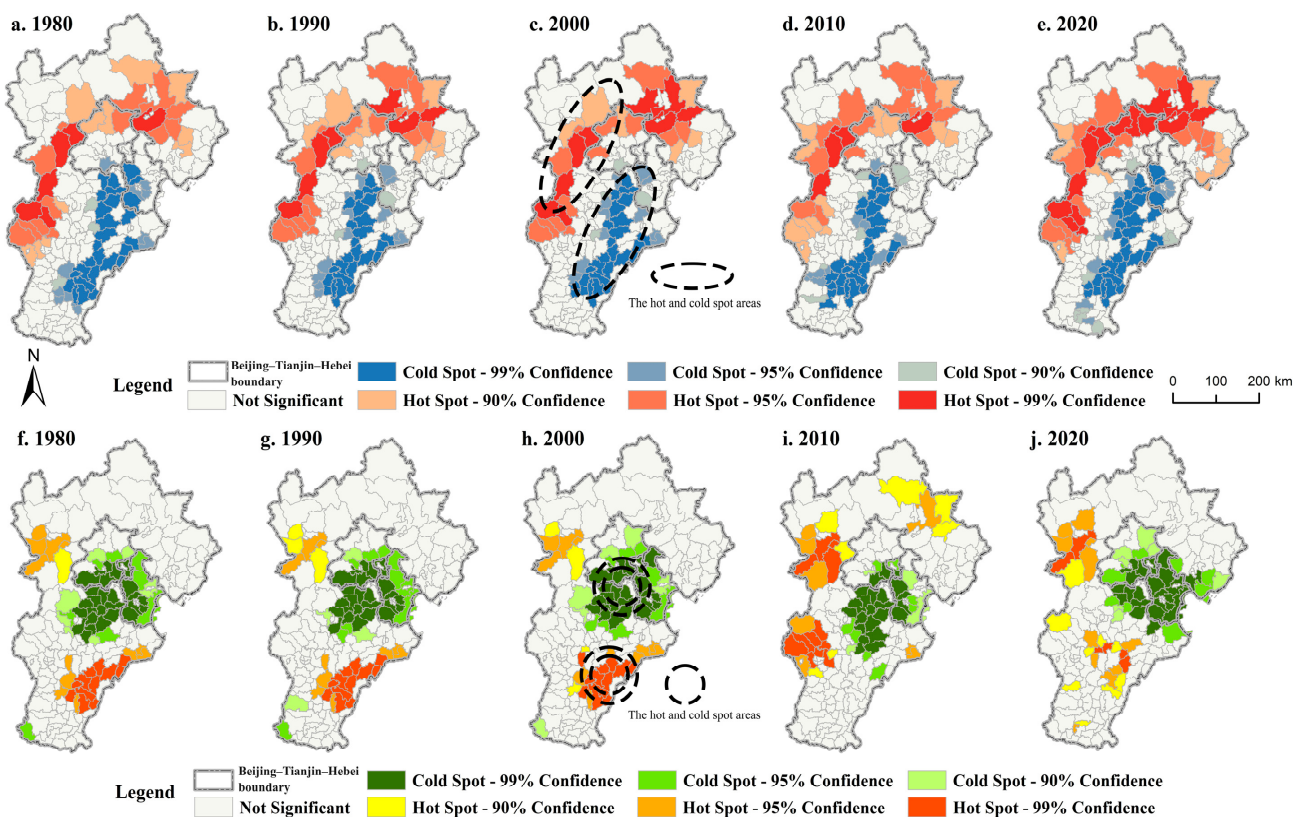 a. 1980
b. 1990
c. 2000
d. 2010
e. 2020
The hot and cold spot areas
N
Legend
Beijing–Tianjin–Hebei
boundary
Cold Spot - 99% Confidence
Cold Spot - 95% Confidence
Cold Spot - 90% Confidence
Not Significant
Hot Spot - 90% Confidence
Hot Spot - 95% Confidence
Hot Spot - 99% Confidence
0 100 200 km
f. 1980
g. 1990
h. 2000
i. 2010
j. 2020
The hot and cold spot areas
Legend
Beijing–Tianjin–Hebei
boundary
Cold Spot - 99% Confidence
Cold Spot - 95% Confidence
Cold Spot - 90% Confidence
Not Significant
Hot Spot - 90% Confidence
Hot Spot - 95% Confidence
Hot Spot - 99% Confidence